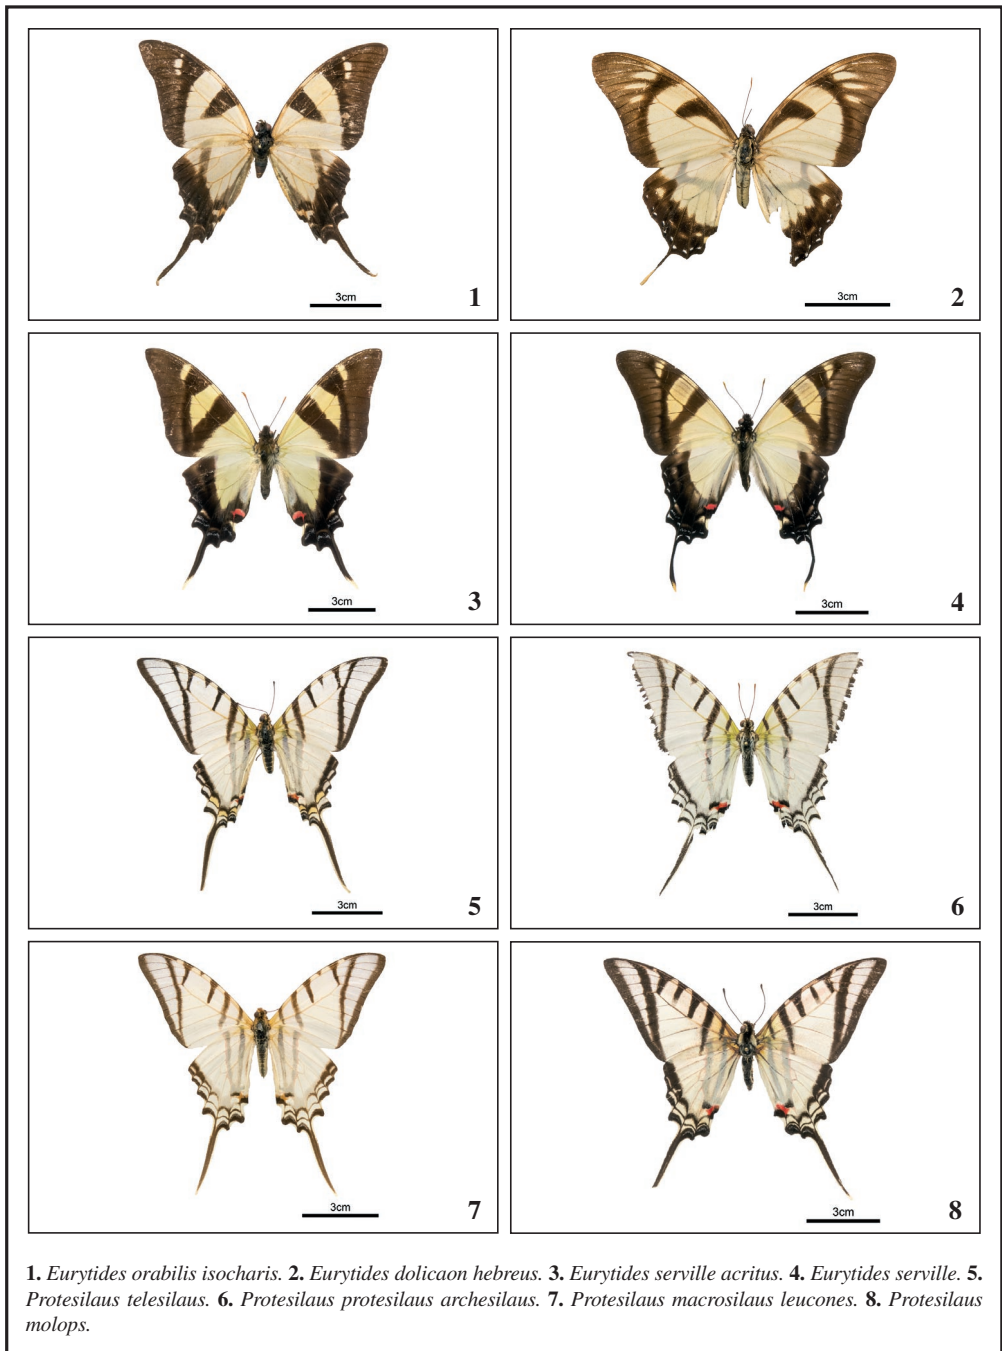 3cm
1
3cm
2
3cm
3
3cm
4
3cm
5
3cm
6
3cm
7
3cm
8
1. Eurytides orabilis isocharis. 2. Eurytides dolicaon hebreus. 3. Eurytides serville acritus. 4. Eurytides serville. 5.
Protesilaus telesilaus. 6. Protesilaus protesilaus archesilaus. 7. Protesilaus macrosilaus leucones. 8. Protesilaus
molops.